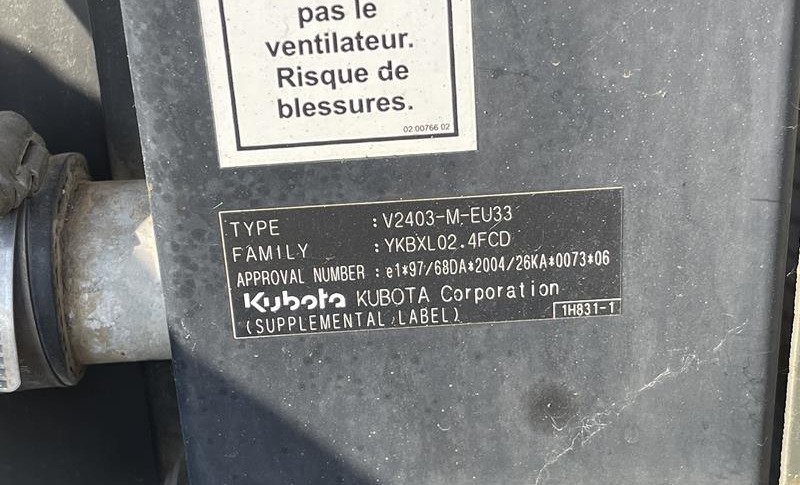 pas le
ventilateur.
Risque de
blessures.
02 00766 02
TYPE : V2403-M-EU33
FAMILY : YKBXL02.4FCD
APPROVAL NUMBER : e1*97/68DA*2004/26KA*0073*06
Kubota KUBOTA Corporation
(SUPPLEMENTAL LABEL) 1H831-1